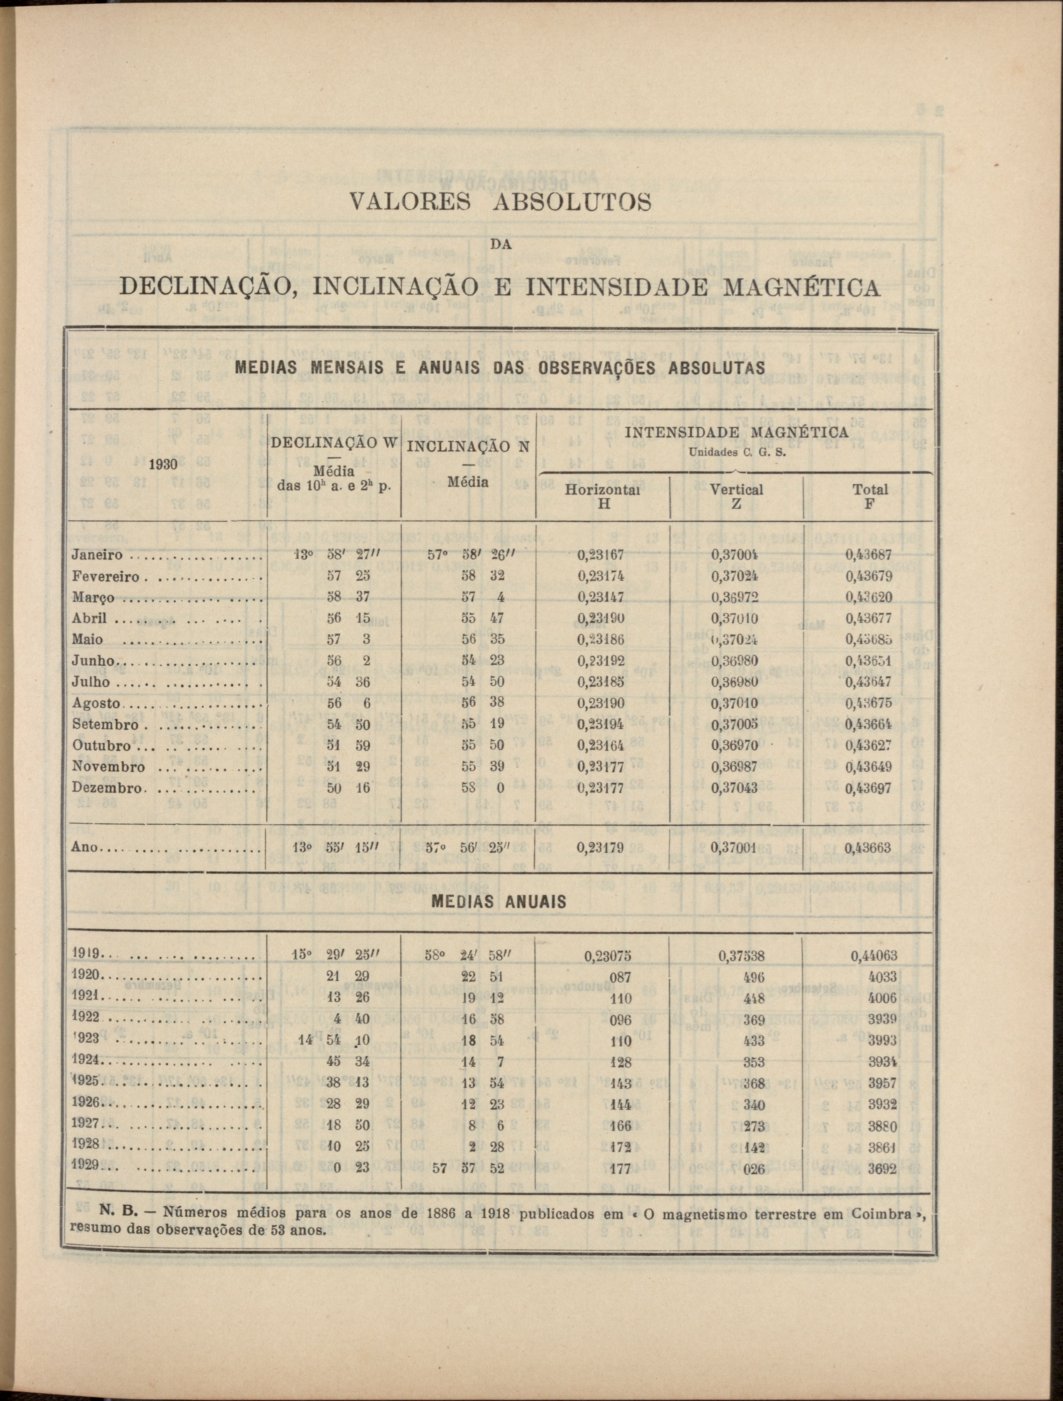 VALORES ABSOLUTOS
DA
DECLINAÇÃO, INCLINAÇÃO E INTENSIDADE MAGNÉTICA
MEDIAS MENSAIS E ANUAIS DAS OBSERVAÇÕES ABSOLUTAS
1930 DECLINAÇÃO W INCLINAÇÃO N INTENSIDADE MAGNÉTICA
Unidades C. G. S.
Média das 10ʰ a. e 2ʰ p. Média Horizontal H Vertical Z Total F
Janeiro 13º 58′ 27″ 57º 58′ 26″ 0,23167 0,37004 0,43687
Fevereiro 57 25 58 32 0,23174 0,37024 0,43679
Março 58 37 57 4 0,23147 0,36972 0,43620
Abril 56 15 55 47 0,23190 0,37010 0,43677
Maio 57 3 56 35 0,23186 0,37024 0,43685
Junho 56 2 54 23 0,23192 0,36980 0,43651
Julho 54 36 54 50 0,23185 0,36980 0,43647
Agosto 56 6 56 38 0,23190 0,37010 0,43675
Setembro 54 50 55 19 0,23194 0,37005 0,43664
Outubro 51 59 55 50 0,23164 0,36970 0,43627
Novembro 51 29 55 39 0,23177 0,36987 0,43649
Dezembro 50 16 58 0 0,23177 0,37043 0,43697
Ano 13º 55′ 15″ 57º 56′ 25″ 0,23179 0,37001 0,43663
MEDIAS ANUAIS
1919 15º 29′ 25″ 58º 24′ 58″ 0,23075 0,37538 0,44063
1920 21 29 22 51 087 496 4033
1921 13 26 19 12 110 448 4006
1922 4 40 16 58 096 369 3939
1923 14 54 10 18 54 110 433 3993
1924 45 34 14 7 128 353 3934
1925 38 13 13 54 143 368 3957
1926 28 29 12 23 144 340 3932
1927 18 50 8 6 166 273 3880
1928 10 25 2 28 172 142 3861
1929 0 23 57 57 52 177 026 3692
N. B. — Números médios para os anos de 1886 a 1918 publicados em « O magnetismo terrestre em Coimbra »,
resumo das observações de 53 anos.